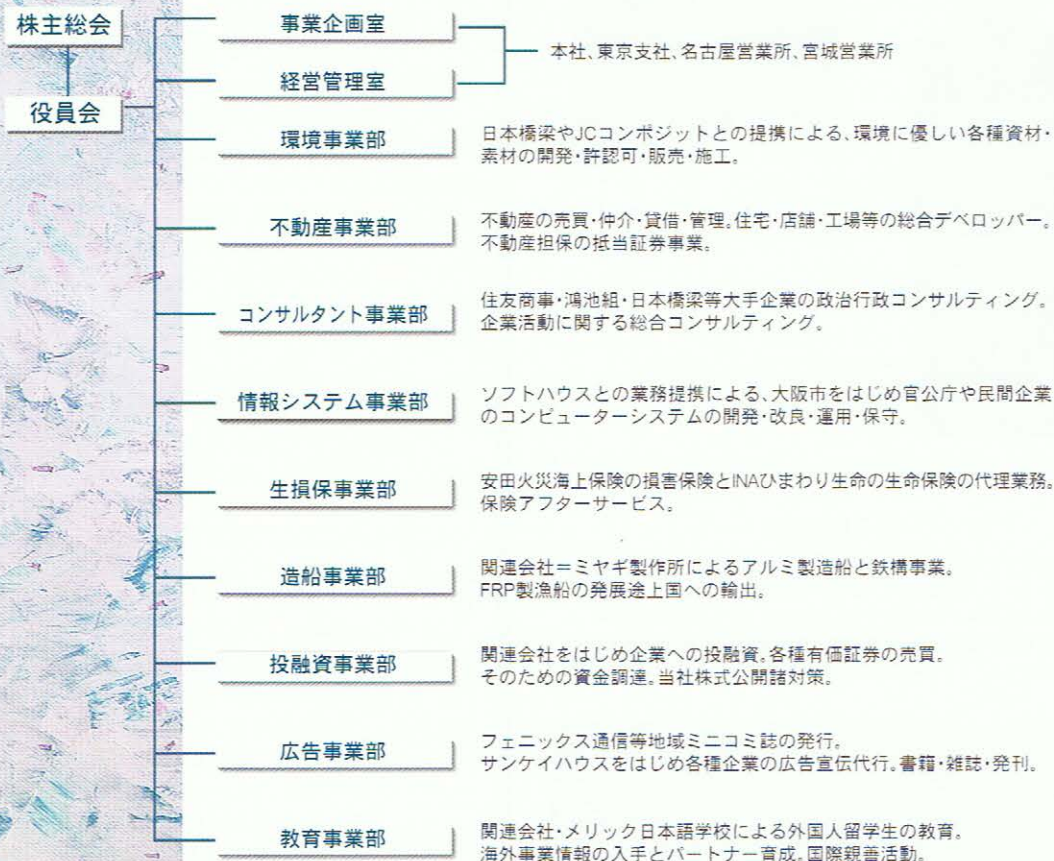 株主総会
役員会
事業企画室
経営管理室
本社、東京支社、名古屋営業所、宮城営業所
環境事業部
日本橋梁やJCコンポジットとの提携による、環境に優しい各種資材・
素材の開発・許認可・販売・施工。
不動産事業部
不動産の売買・仲介・貸借・管理。住宅・店舗・工場等の総合デベロッパー。
不動産担保の抵当証券事業。
コンサルタント事業部
住友商事・鴻池組・日本橋梁等大手企業の政治行政コンサルティング。
企業活動に関する総合コンサルティング。
情報システム事業部
ソフトハウスとの業務提携による、大阪市をはじめ官公庁や民間企業
のコンピューターシステムの開発・改良・運用・保守。
生損保事業部
安田火災海上保険の損害保険とINAひまわり生命の生命保険の代理業務。
保険アフターサービス。
造船事業部
関連会社=ミヤギ製作所によるアルミ製造船と鉄構事業。
FRP製漁船の発展途上国への輸出。
投融資事業部
関連会社をはじめ企業への投融資。各種有価証券の売買。
そのための資金調達。当社株式公開諸対策。
広告事業部
フェニックス通信等地域ミニコミ誌の発行。
サンケイハウスをはじめ各種企業の広告宣伝代行。書籍・雑誌・発刊。
教育事業部
関連会社・メリック日本語学校による外国人留学生の教育。
海外事業情報の入手とパートナー育成。国際親善活動。